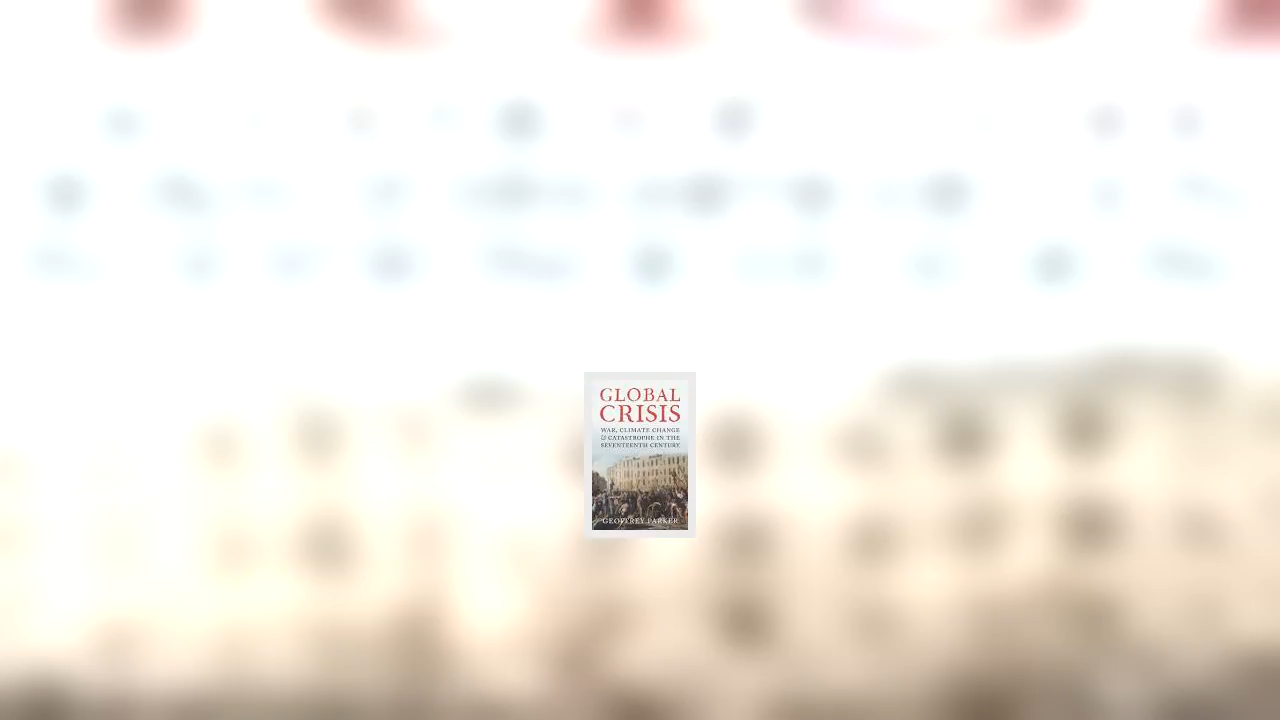 GLOBAL
CRISIS
WAR, CLIMATE CHANGE
& CATASTROPHE IN THE
SEVENTEENTH CENTURY
GEOFFREY PARKER